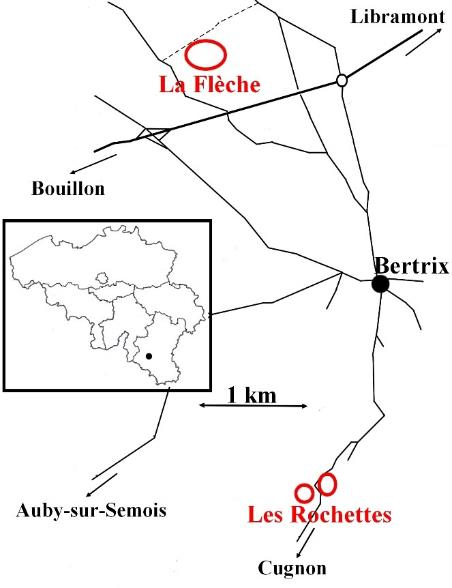 Libramont
La Flèche
Bouillon
Bertrix
1 km
Auby-sur-Semois
Les Rochettes
Cugnon